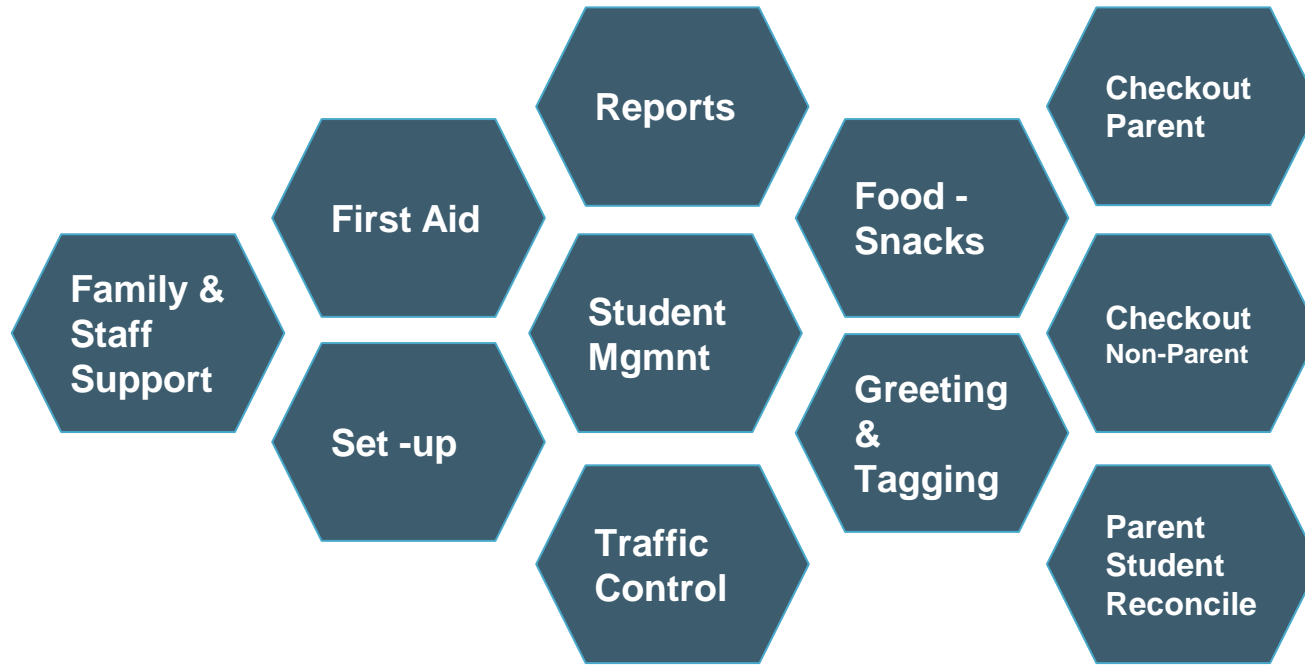 Family &
Staff
Support
First Aid
Set -up
Reports
Student
Mgmnt
Traffic
Control
Food -
Snacks
Greeting
&
Tagging
Checkout
Parent
Checkout
Non-Parent
Parent
Student
Reconcile